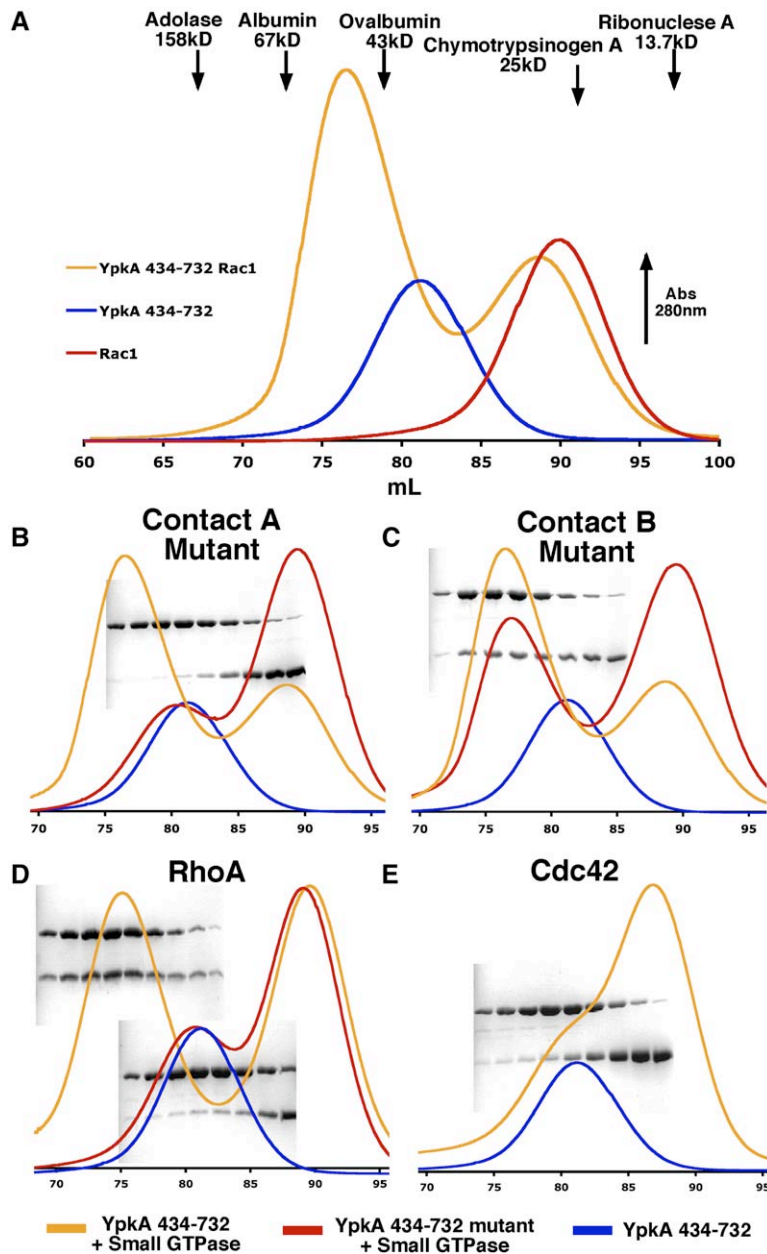 A
Adolase Albumin Ovalbumin Ribonuclese A
158kD 67kD 43kD Chymotrypsinogen A 13.7kD
25kD
YpkA 434-732 Rac1
YpkA 434-732
Rac1
Abs
280nm
60 65 70 75 80 85 90 95 100
mL
B Contact A
Mutant
C Contact B
Mutant
70 75 80 85 90 95
70 75 80 85 90 95
D RhoA
E Cdc42
70 75 80 85 90 95
70 75 80 85 90 95
YpkA 434-732
+ Small GTPase
YpkA 434-732 mutant
+ Small GTPase
YpkA 434-732